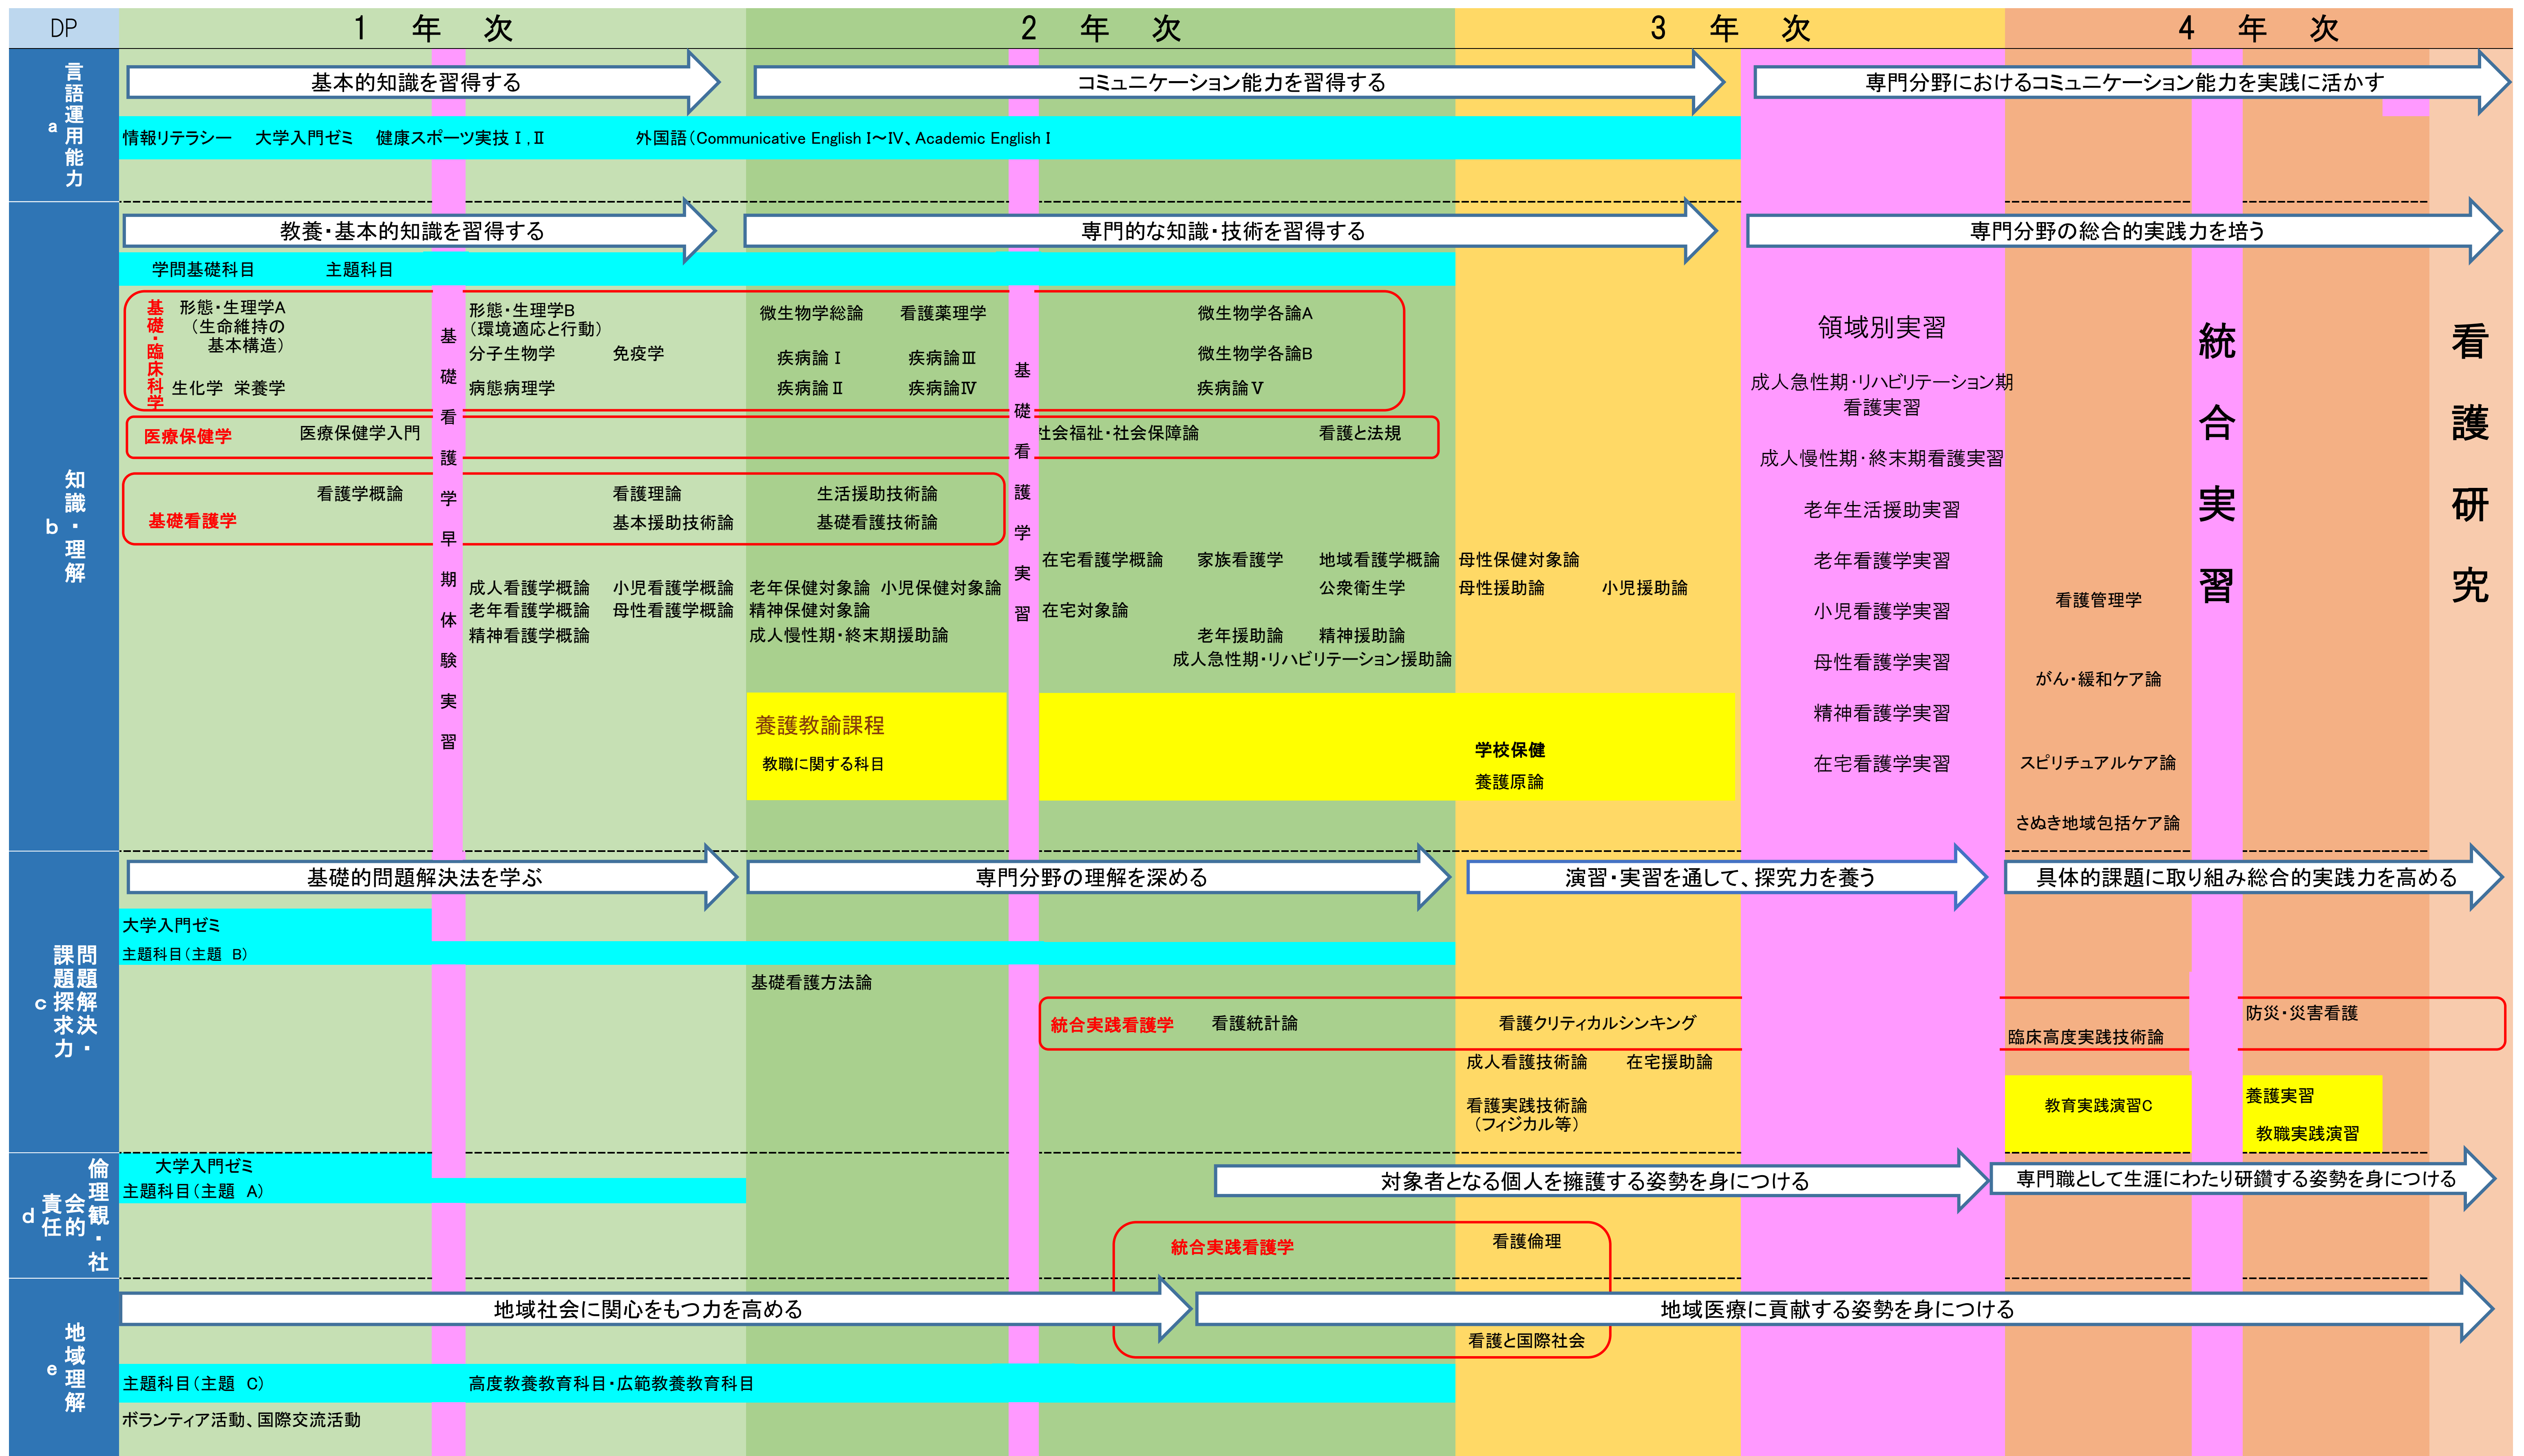 DP
1 年 次
2 年 次
3 年 次
4 年 次
言語運用能力
a
基本的知識を習得する
コミュニケーション能力を習得する
専門分野におけるコミュニケーション能力を実践に活かす
情報リテラシー 大学入門ゼミ 健康スポーツ実技Ⅰ,Ⅱ 外国語(Communicative English I～Ⅳ、Academic English I
知識・理解
b
教養・基本的知識を習得する
専門的な知識・技術を習得する
専門分野の総合的実践力を培う
学問基礎科目 主題科目
基礎・臨床科学
形態・生理学A
(生命維持の
基本構造)
生化学 栄養学
基礎看護学早期体験実習
形態・生理学B
(環境適応と行動)
分子生物学 免疫学
病態病理学
微生物学総論 看護薬理学
疾病論Ⅰ 疾病論Ⅲ
疾病論Ⅱ 疾病論Ⅳ
基礎看護学実習
微生物学各論A
微生物学各論B
疾病論Ⅴ
医療保健学
医療保健学入門
社会福祉・社会保障論
看護と法規
基礎看護学
看護学概論
看護理論
基本援助技術論
生活援助技術論
基礎看護技術論
成人看護学概論 小児看護学概論
老年看護学概論 母性看護学概論
精神看護学概論
老年保健対象論 小児保健対象論
精神保健対象論
成人慢性期・終末期援助論
在宅看護学概論 家族看護学 地域看護学概論
公衆衛生学
在宅対象論
老年援助論 精神援助論
成人急性期・リハビリテーション援助論
母性保健対象論
母性援助論 小児援助論
養護教諭課程
教職に関する科目
学校保健
養護原論
領域別実習
成人急性期・リハビリテーション期
看護実習
成人慢性期・終末期看護実習
老年生活援助実習
老年看護学実習
小児看護学実習
母性看護学実習
精神看護学実習
在宅看護学実習
看護管理学
がん・緩和ケア論
スピリチュアルケア論
さぬき地域包括ケア論
統合実習
看護研究
問題解決・
課題探求力
c
基礎的問題解決法を学ぶ
専門分野の理解を深める
演習・実習を通して、探究力を養う
具体的課題に取り組み総合的実践力を高める
大学入門ゼミ
主題科目(主題 B)
基礎看護方法論
統合実践看護学
看護統計論
看護クリティカルシンキング
臨床高度実践技術論
防災・災害看護
成人看護技術論 在宅援助論
看護実践技術論
(フィジカル等)
教育実践演習C
養護実習
教職実践演習
倫理観・社
会的
責任
d
大学入門ゼミ
主題科目(主題 A)
対象者となる個人を擁護する姿勢を身につける
専門職として生涯にわたり研鑽する姿勢を身につける
統合実践看護学
看護倫理
地域理解
e
地域社会に関心をもつ力を高める
地域医療に貢献する姿勢を身につける
看護と国際社会
主題科目(主題 C)
高度教養教育科目・広範教養教育科目
ボランティア活動、国際交流活動